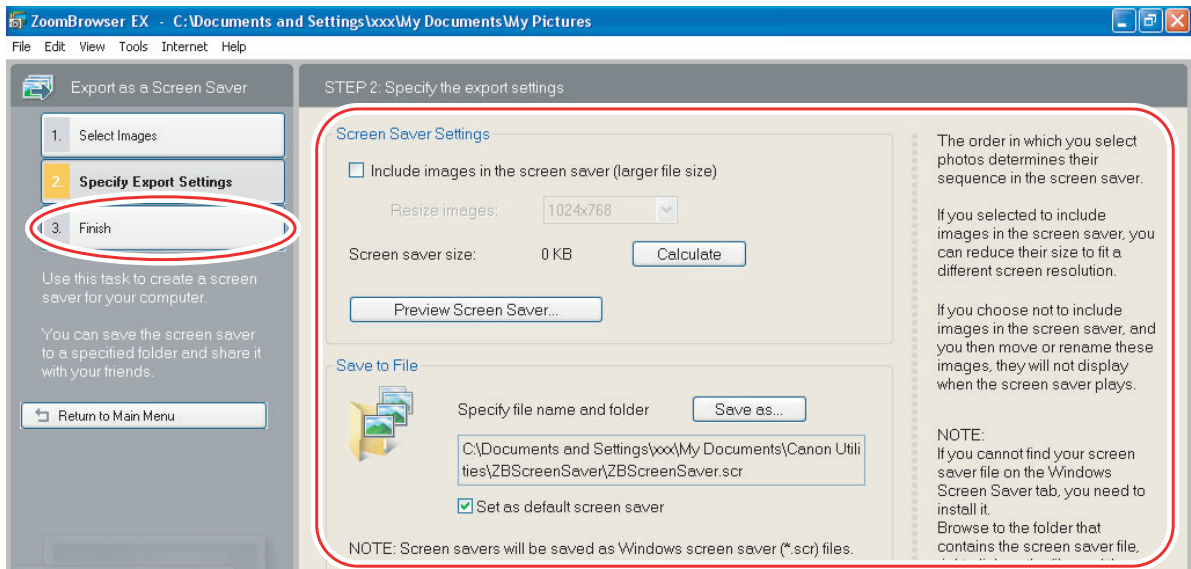 ZoomBrowser EX - C:\Documents and Settings\xxx\My Documents\My Pictures
File Edit View Tools Internet Help
Export as a Screen Saver
1. Select Images
2. Specify Export Settings
3. Finish
Use this task to create a screen
saver for your computer.
You can save the screen saver
to a specified folder and share it
with your friends.
Return to Main Menu
STEP 2: Specify the export settings
Screen Saver Settings
Include images in the screen saver (larger file size)
Resize images: 1024x768
Screen saver size: 0 KB Calculate
Preview Screen Saver...
Save to File
Specify file name and folder Save as...
C:\Documents and Settings\xxx\My Documents\Canon Utili
ties\ZBScreenSaver\ZBScreenSaver.scr
Set as default screen saver
NOTE: Screen savers will be saved as Windows screen saver (*.scr) files.
The order in which you select
photos determines their
sequence in the screen saver.
If you selected to include
images in the screen saver, you
can reduce their size to fit a
different screen resolution.
If you choose not to include
images in the screen saver, and
you then move or rename these
images, they will not display
when the screen saver plays.
NOTE:
If you cannot find your screen
saver file on the Windows
Screen Saver tab, you need to
install it.
Browse to the folder that
contains the screen saver file,